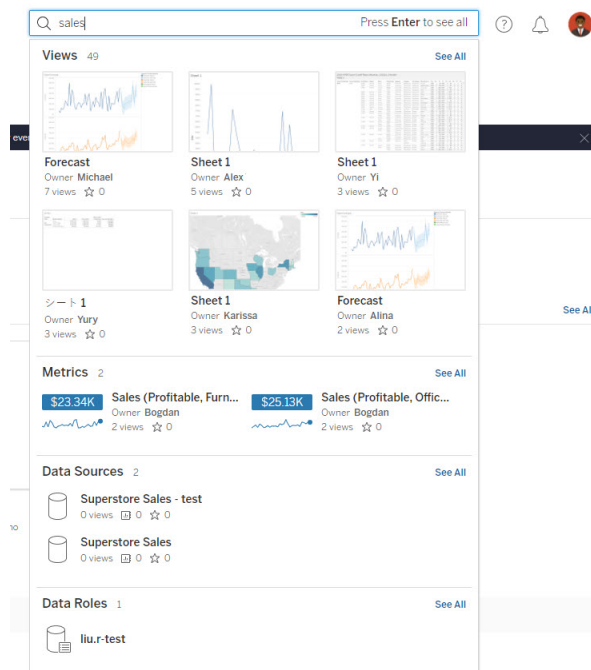 sales
Press Enter to see all
Views 49
See All
Forecast
Owner Michael
7 views 0
Sheet 1
Owner Alex
5 views 0
Sheet 1
Owner Yi
3 views 0
シート 1
Owner Yury
3 views 0
Sheet 1
Owner Karissa
3 views 0
Forecast
Owner Alina
2 views 0
Metrics 2
See All
$23.34K
Sales (Profitable, Furn...
Owner Bogdan
2 views 0
$25.13K
Sales (Profitable, Offic...
Owner Bogdan
2 views 0
Data Sources 2
See All
Superstore Sales - test
0 views 0 0
Superstore Sales
0 views 0 0
Data Roles 1
See All
liu.r-test
eve
See Al